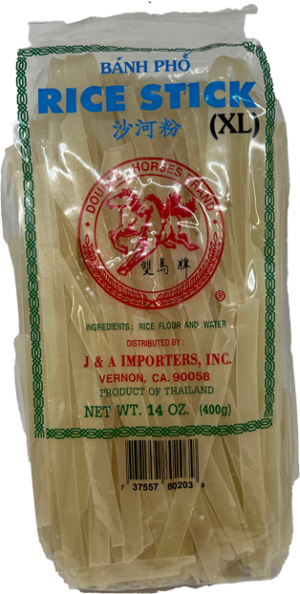 BÁNH PHỞ
RICE STICK
沙河粉 (XL)
DOUBLE HORSES BRAND
雙馬牌
®
INGREDIENTS: RICE FLOUR AND WATER
DISTRIBUTED BY:
J & A IMPORTERS, INC.
VERNON, CA. 90058
PRODUCT OF THAILAND
NET WT. 14 OZ. (400g)
7 37557 80203 9